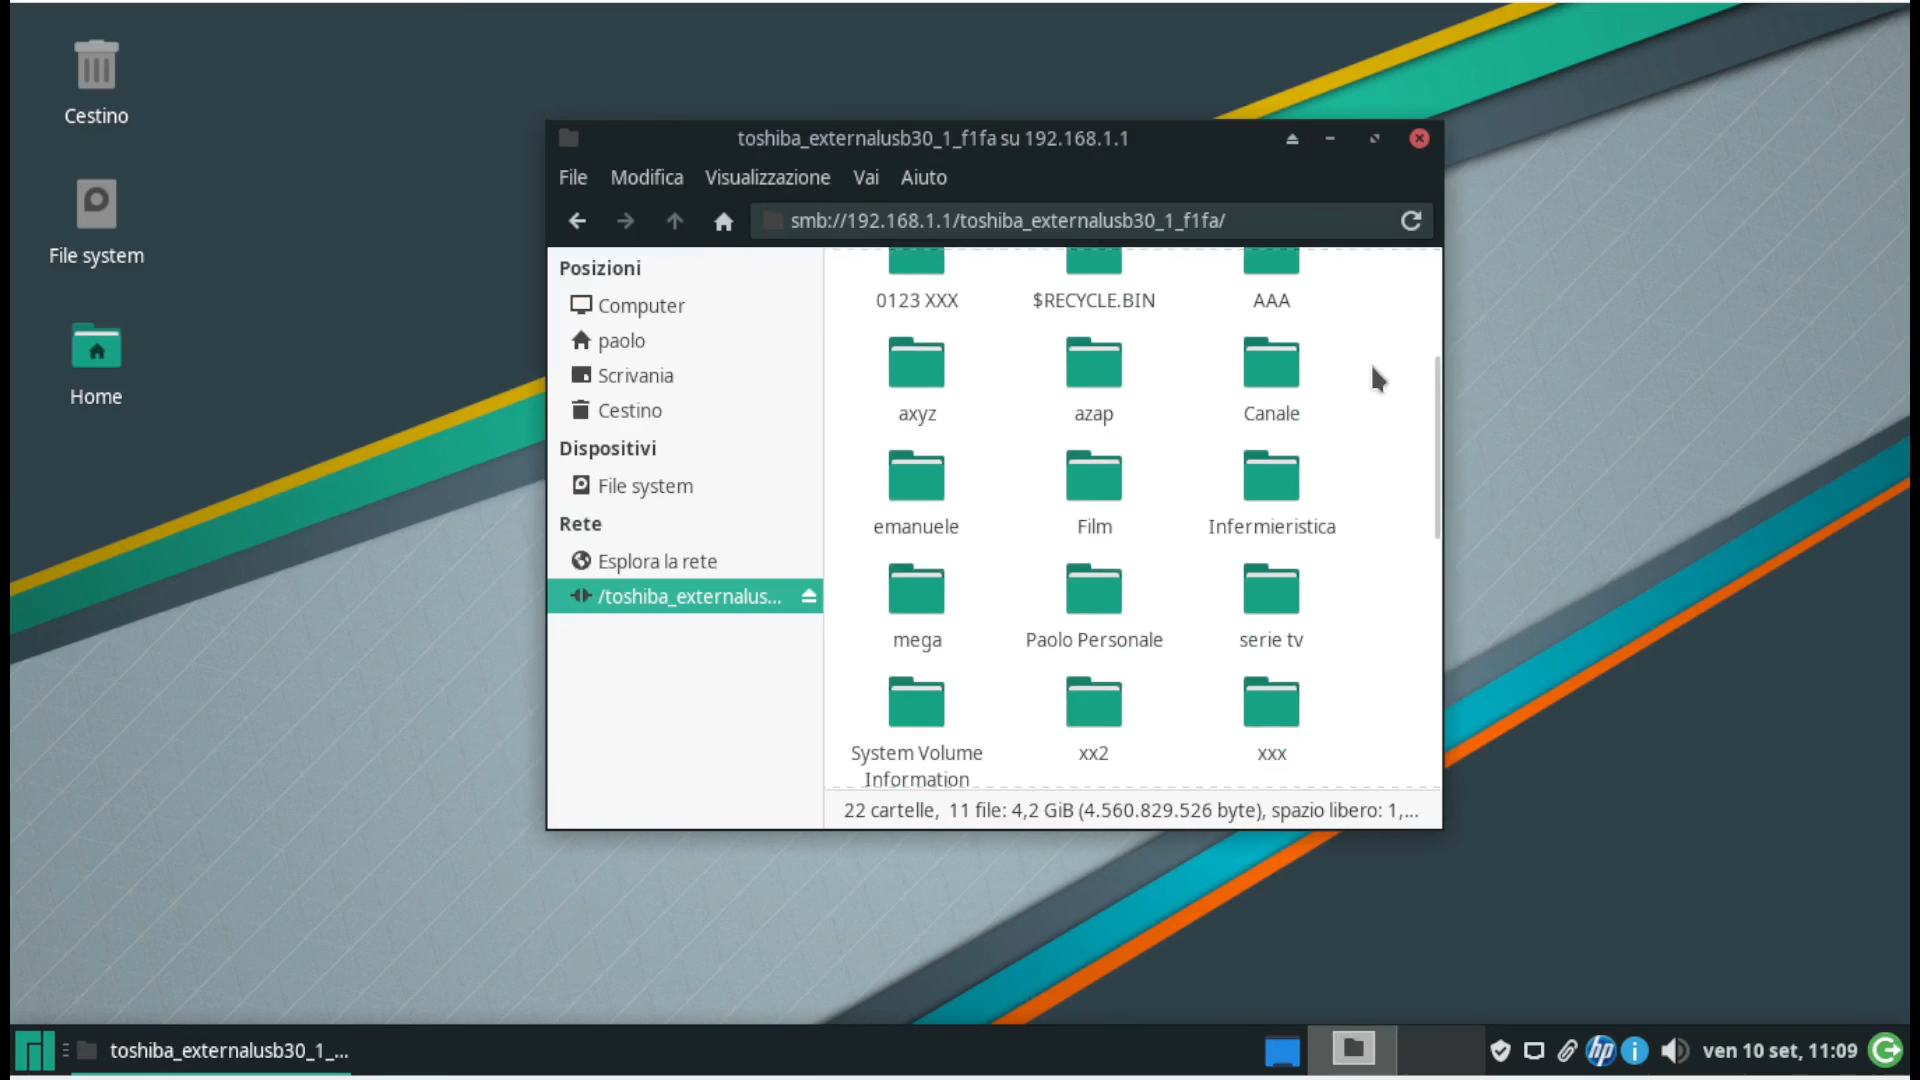 Cestino
File system
Home
toshiba_externalusb30_1_f1fa su 192.168.1.1
File Modifica Visualizzazione Vai Aiuto
smb://192.168.1.1/toshiba_externalusb30_1_f1fa/
Posizioni
Computer
paolo
Scrivania
Cestino
Dispositivi
File system
Rete
Esplora la rete
/toshiba_externalus...
0123 XXX $RECYCLE.BIN AAA
axyz azap Canale
emanuele Film Infermieristica
mega Paolo Personale serie tv
System Volume Information xx2 xxx
22 cartelle, 11 file: 4,2 GiB (4.560.829.526 byte), spazio libero: 1,...
toshiba_externalusb30_1_...
hp
ven 10 set, 11:09